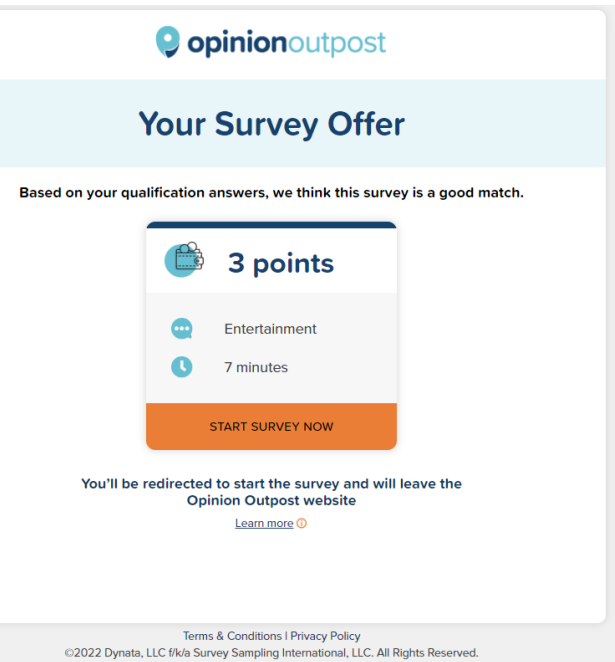 opinionoutpost
Your Survey Offer
Based on your qualification answers, we think this survey is a good match.
3 points
Entertainment
7 minutes
START SURVEY NOW
You'll be redirected to start the survey and will leave the
Opinion Outpost website
Learn more
Terms & Conditions | Privacy Policy
©2022 Dynata, LLC f/k/a Survey Sampling International, LLC. All Rights Reserved.